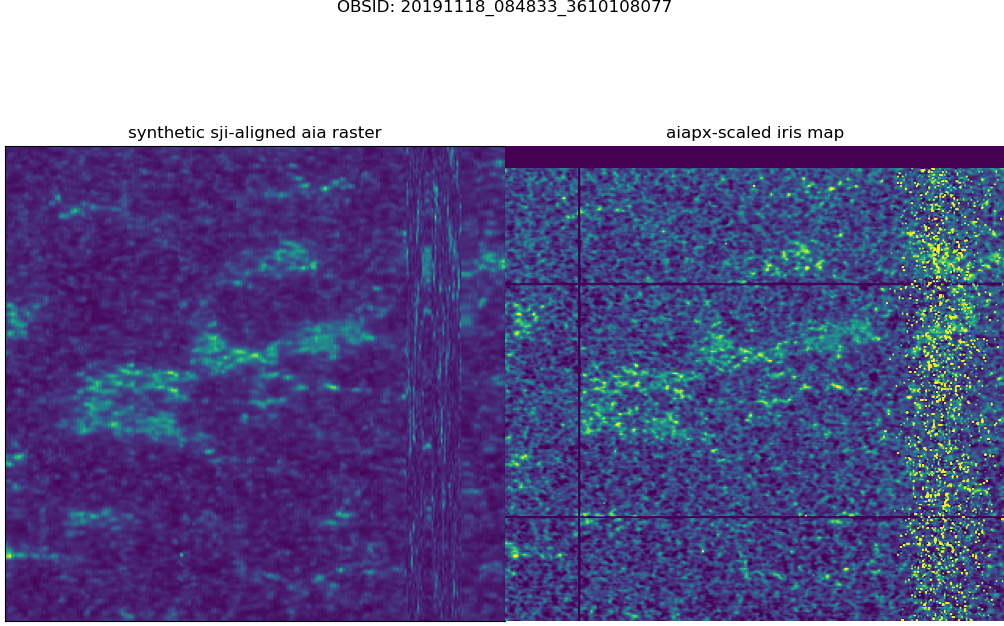 OBSID: 20191118_084833_3610108077
synthetic sji-aligned aia raster
aiapx-scaled iris map